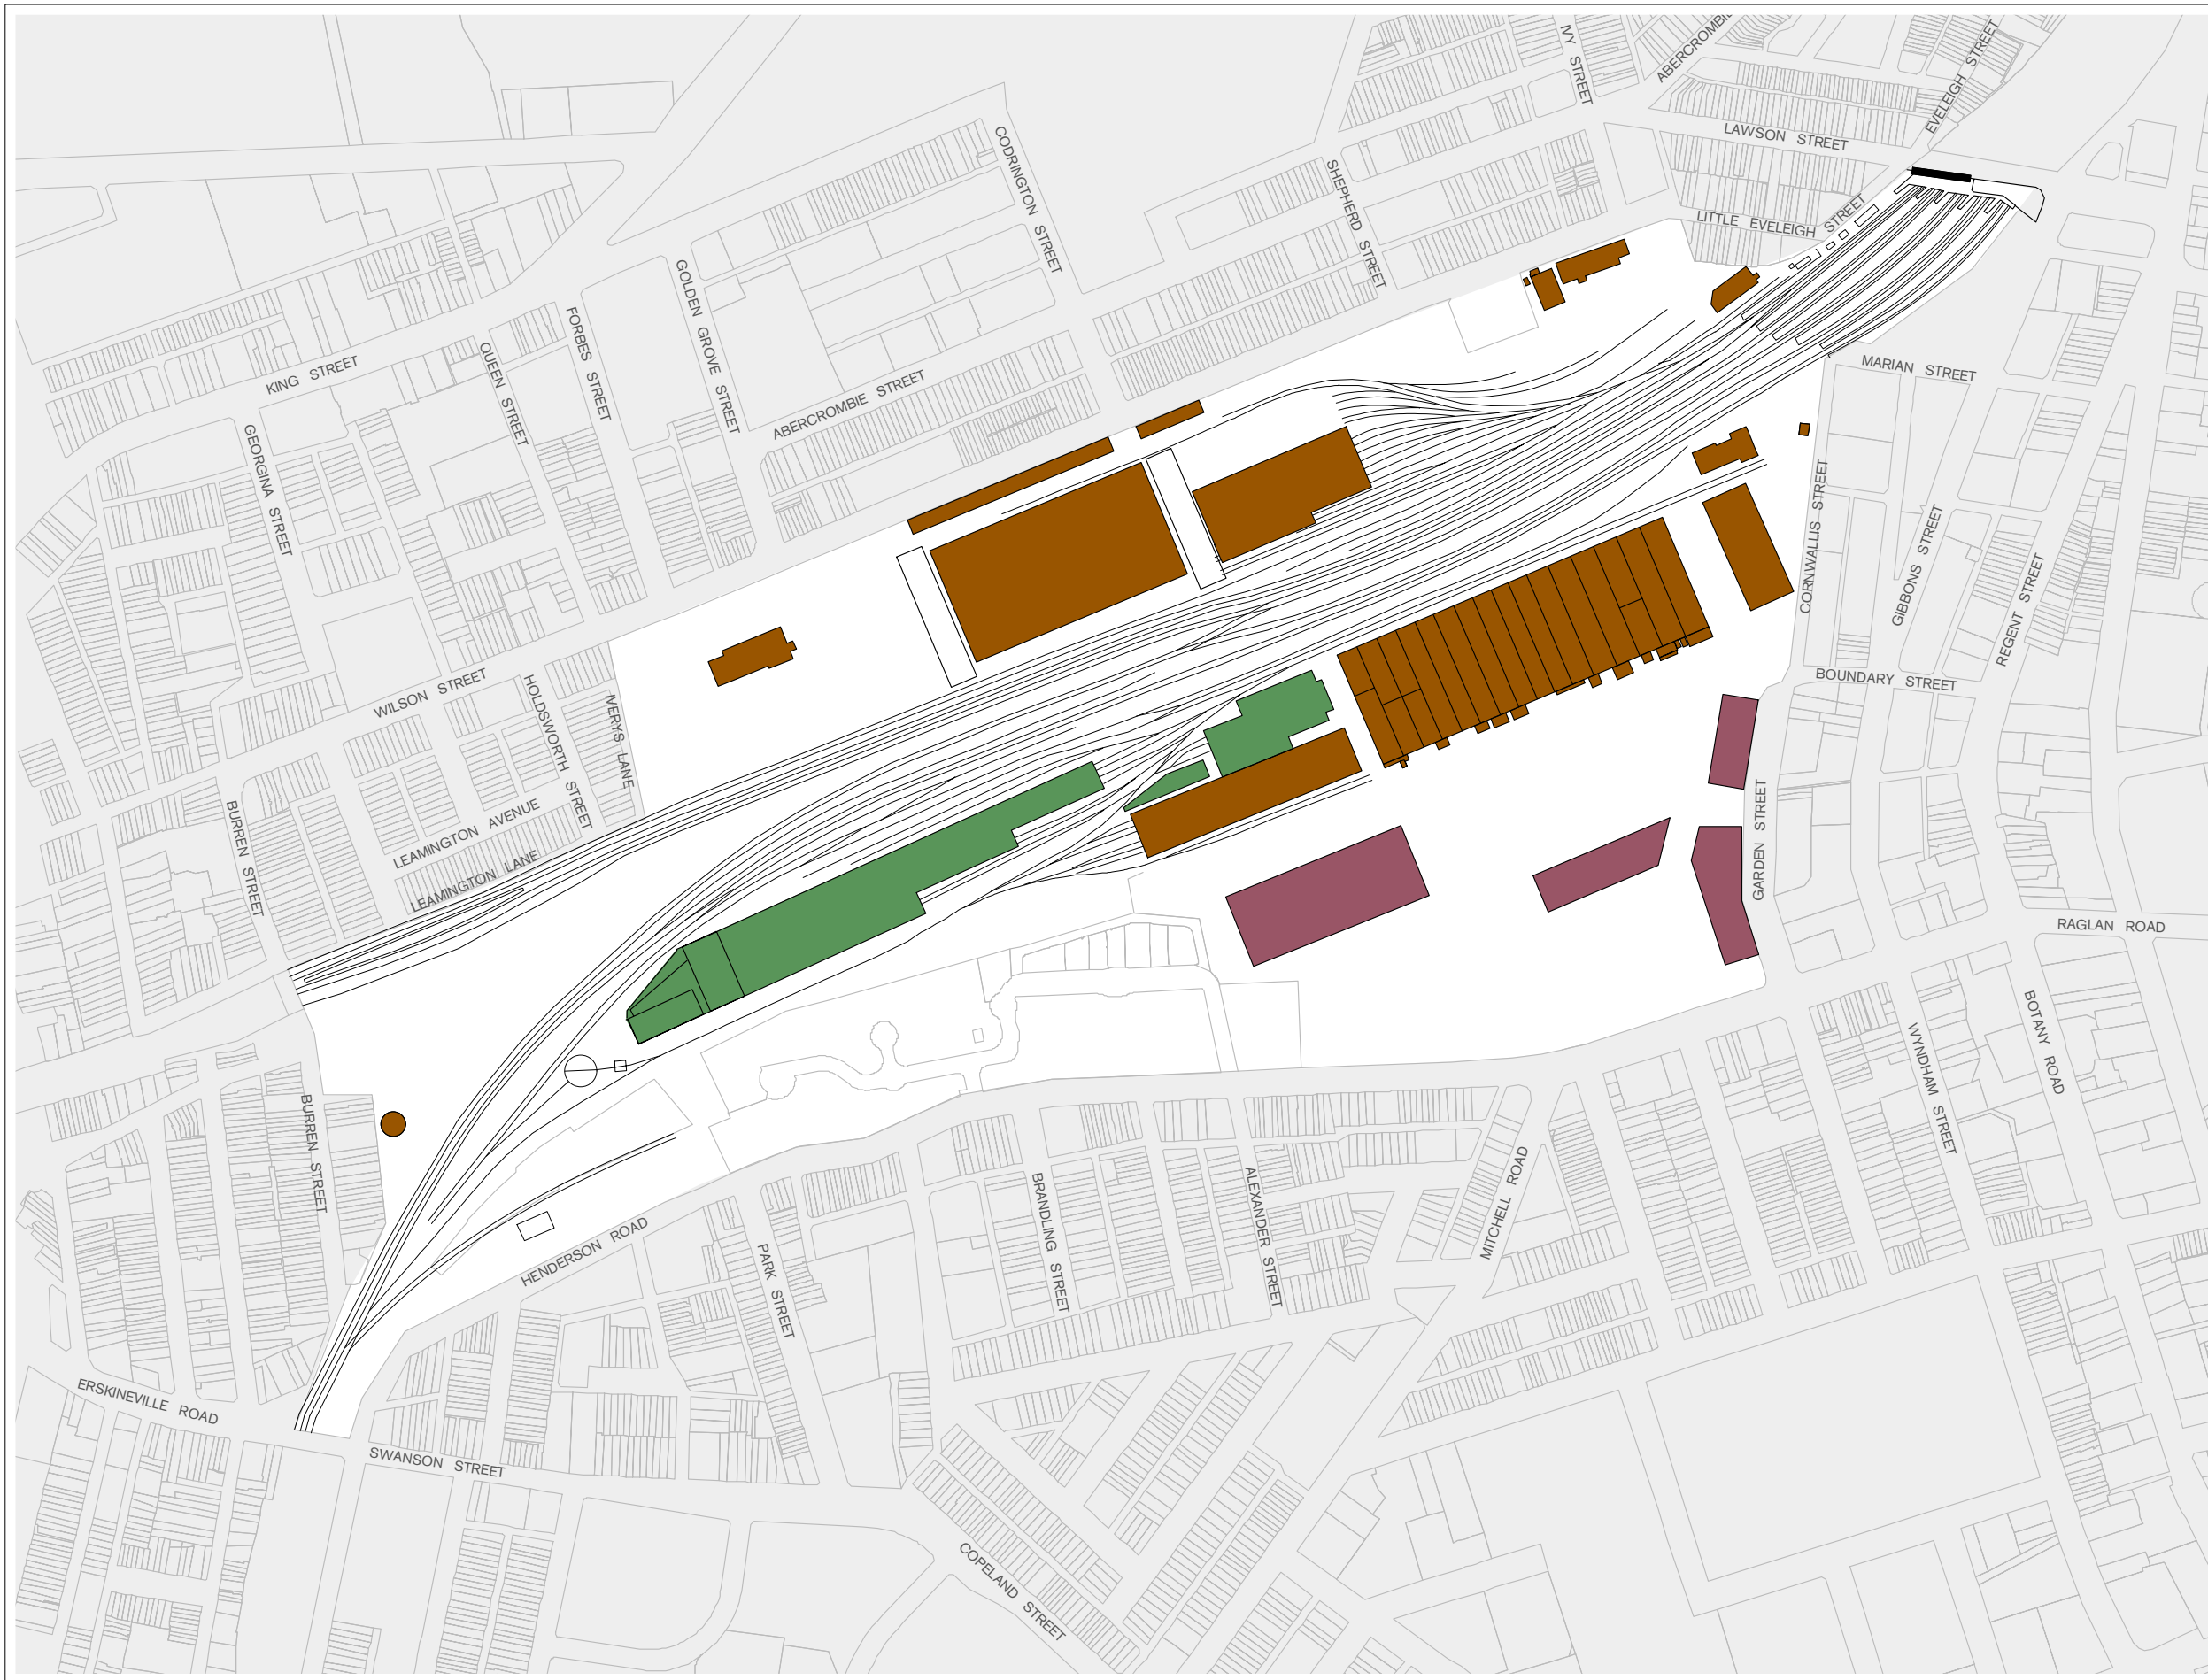 IVY STREET
ABERCROMBIE
EVELEIGH STREET
LAWSON STREET
CODRINGTON STREET
SHEPHERD STREET
LITTLE EVELEIGH STREET
GOLDEN GROVE STREET
FORBES STREET
QUEEN STREET
KING STREET
MARIAN STREET
ABERCROMBIE STREET
GEORGINA STREET
CORNWALLIS STREET
GIBBONS STREET
REGENT STREET
BOUNDARY STREET
WILSON STREET
HOLDSWORTH STREET
IVERYS LANE
BURREN STREET
LEAMINGTON AVENUE
LEAMINGTON LANE
GARDEN STREET
RAGLAN ROAD
BOTANY ROAD
WYNDHAM STREET
BURREN STREET
BRANDLING STREET
ALEXANDER STREET
MITCHELL ROAD
HENDERSON ROAD
PARK STREET
ERSKINEVILLE ROAD
SWANSON STREET
COPELAND STREET